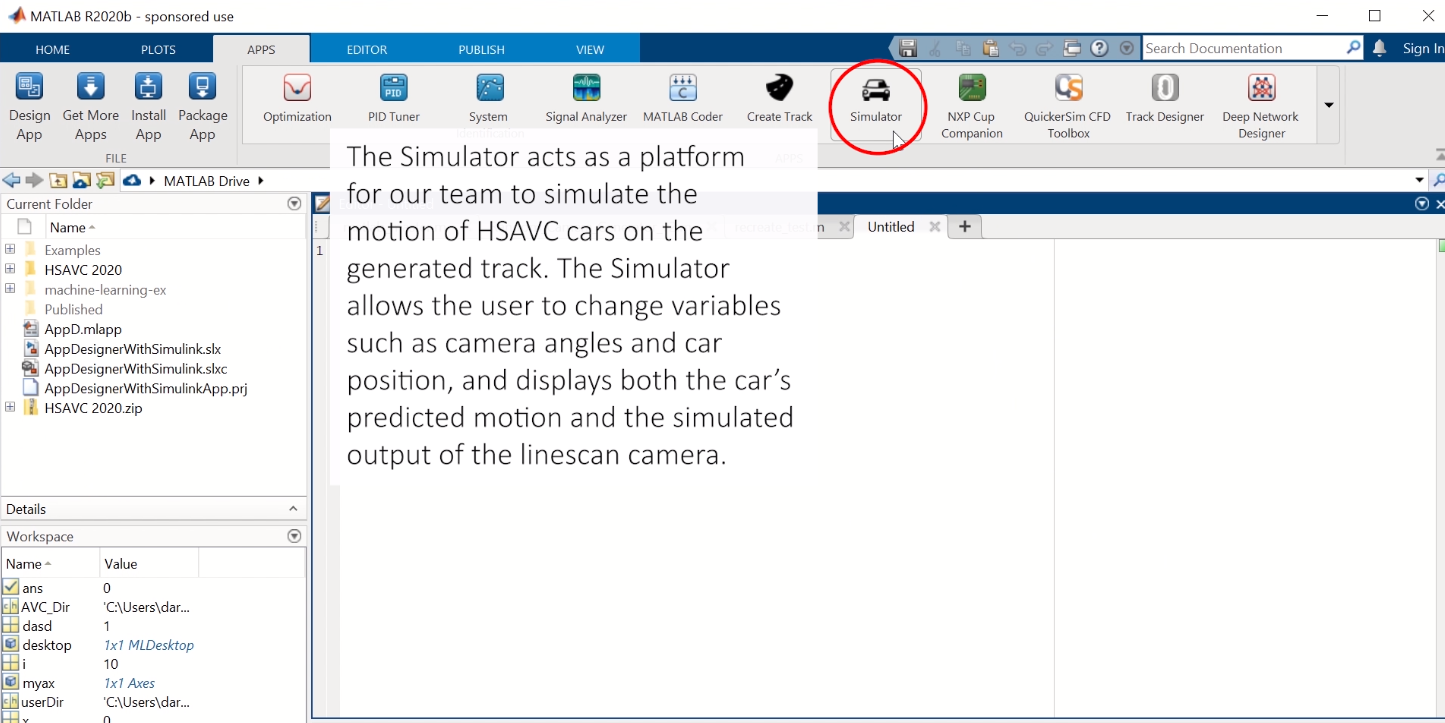 MATLAB R2020b - sponsored use
HOME PLOTS APPS EDITOR PUBLISH VIEW
Search Documentation
Sign In
Design App
Get More Apps
Install App
Package App
FILE
Optimization
PID
PID Tuner
System Identification
Signal Analyzer
C
MATLAB Coder
Create Track
Simulator
NXP Cup Companion
QuickerSim CFD Toolbox
Track Designer
Deep Network Designer
APPS
MATLAB Drive
Current Folder
Name
Examples
HSAVC 2020
machine-learning-ex
Published
AppD.mlapp
AppDesignerWithSimulink.slx
AppDesignerWithSimulink.slxc
AppDesignerWithSimulinkApp.prj
HSAVC 2020.zip
Details
Workspace
Name Value
ans 0
AVC_Dir 'C:\Users\dar...
dasd 1
desktop 1x1 MLDesktop
i 10
myax 1x1 Axes
userDir 'C:\Users\dar...
x 0
Untitled
1
The Simulator acts as a platform
for our team to simulate the
motion of HSAVC cars on the
generated track. The Simulator
allows the user to change variables
such as camera angles and car
position, and displays both the car’s
predicted motion and the simulated
output of the linescan camera.